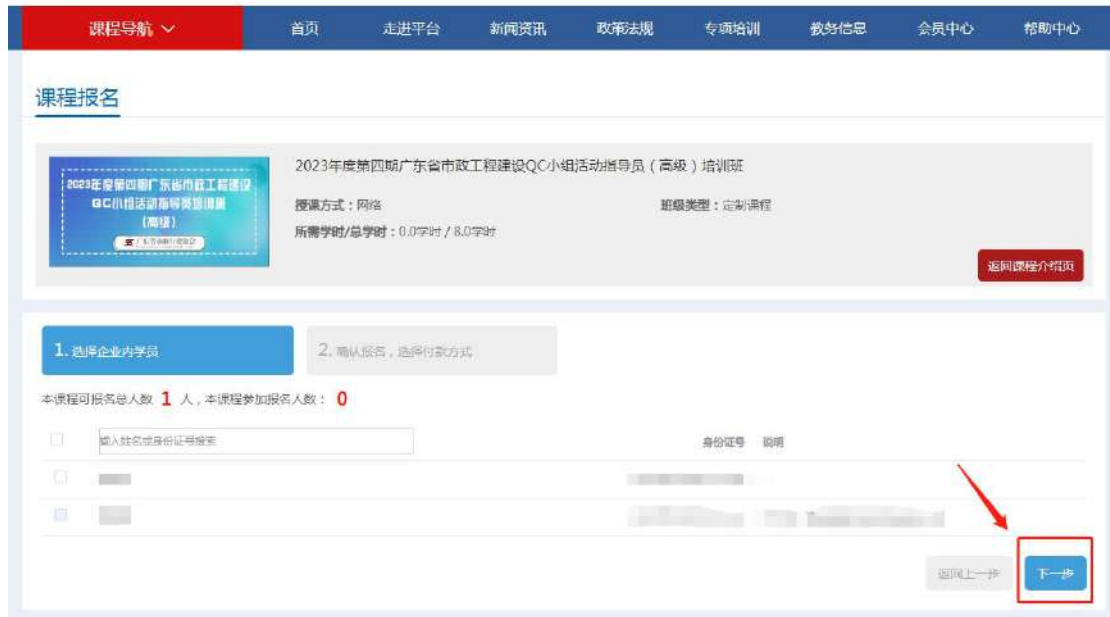 课程导航 首页 走进平台 新闻资讯 政策法规 专项培训 教务信息 会员中心 帮助中心
课程报名
2023年度第四期广东省市政工程建设QC小组活动指导员（高级）培训班
2023年度第四期广东省市政工程建设
QC小组活动指导员培训班
（高级）
授课方式：网络 班级类型：定制课程
所需学时/总学时：0.0学时 / 8.0学时
返回课程介绍页
1. 选择企业内学员 2. 确认报名，选择付款方式
本课程可报名总人数 1 人，本课程参加报名人数： 0
输入姓名或身份证号搜索 身份证号 说明
返回上一步 下一步